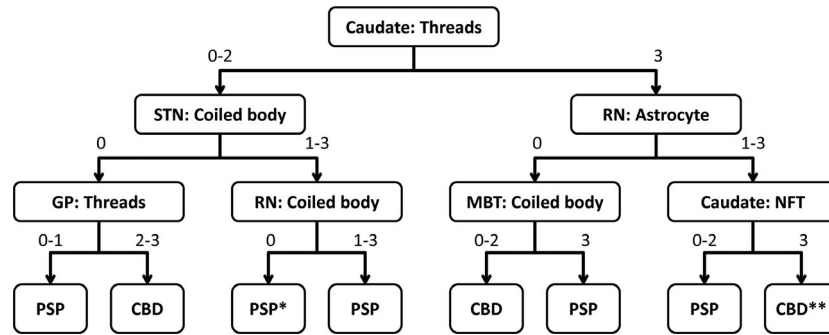 Caudate: Threads
0-2 3
STN: Coiled body RN: Astrocyte
0 1-3 0 1-3
GP: Threads RN: Coiled body MBT: Coiled body Caudate: NFT
0-1 2-3 0 1-3 0-2 3 0-2 3
PSP CBD PSP* PSP CBD PSP PSP CBD**